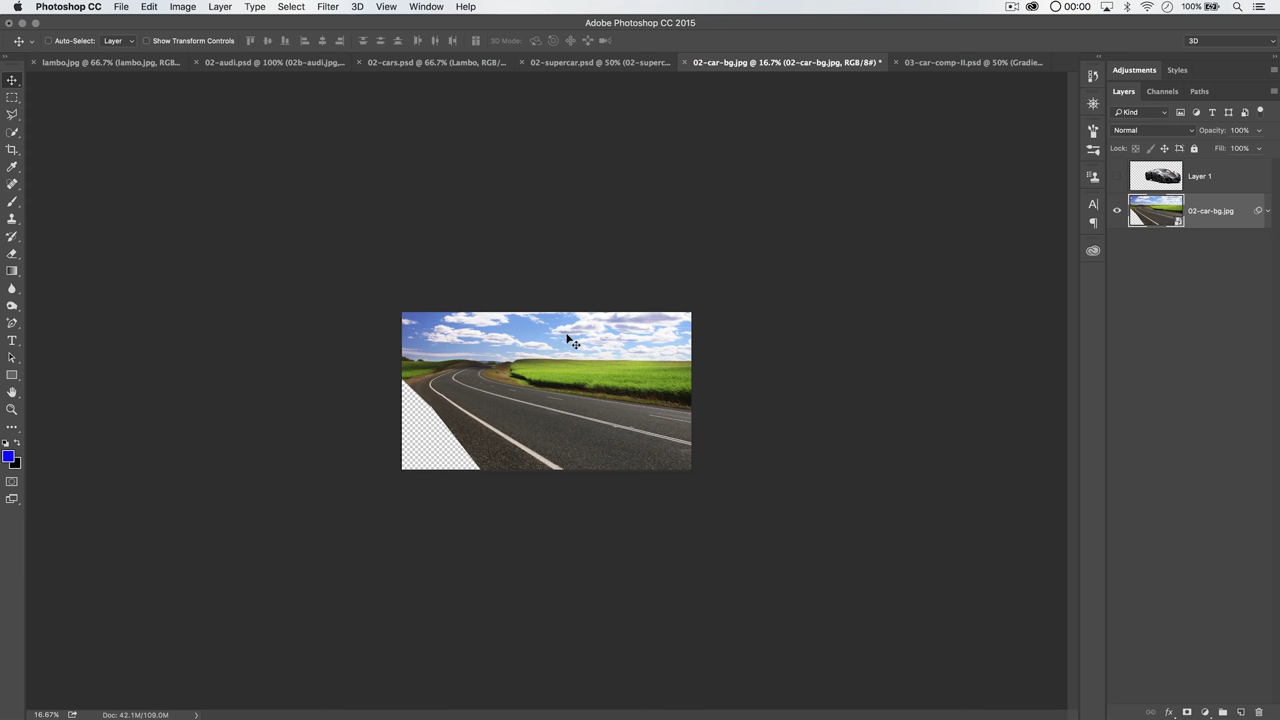 Photoshop CC File Edit Image Layer Type Select Filter 3D View Window Help 00:00 100%
Adobe Photoshop CC 2015
Auto-Select: Layer Show Transform Controls 3D Mode: 3D
lambo.jpg @ 66.7% (lambo.jpg, RGB... 02-audi.psd @ 100% (02b-audi.jpg,... 02-cars.psd @ 66.7% (Lambo, RGB/... 02-supercar.psd @ 50% (02-superc... 02-car-bg.jpg @ 16.7% (02-car-bg.jpg, RGB/8#) * 03-car-comp-II.psd @ 50% (Gradie...
Adjustments Styles
Layers Channels Paths
Kind
Normal Opacity: 100%
Lock: Fill: 100%
Layer 1
02-car-bg.jpg
16.67% Doc: 42.1M/109.0M